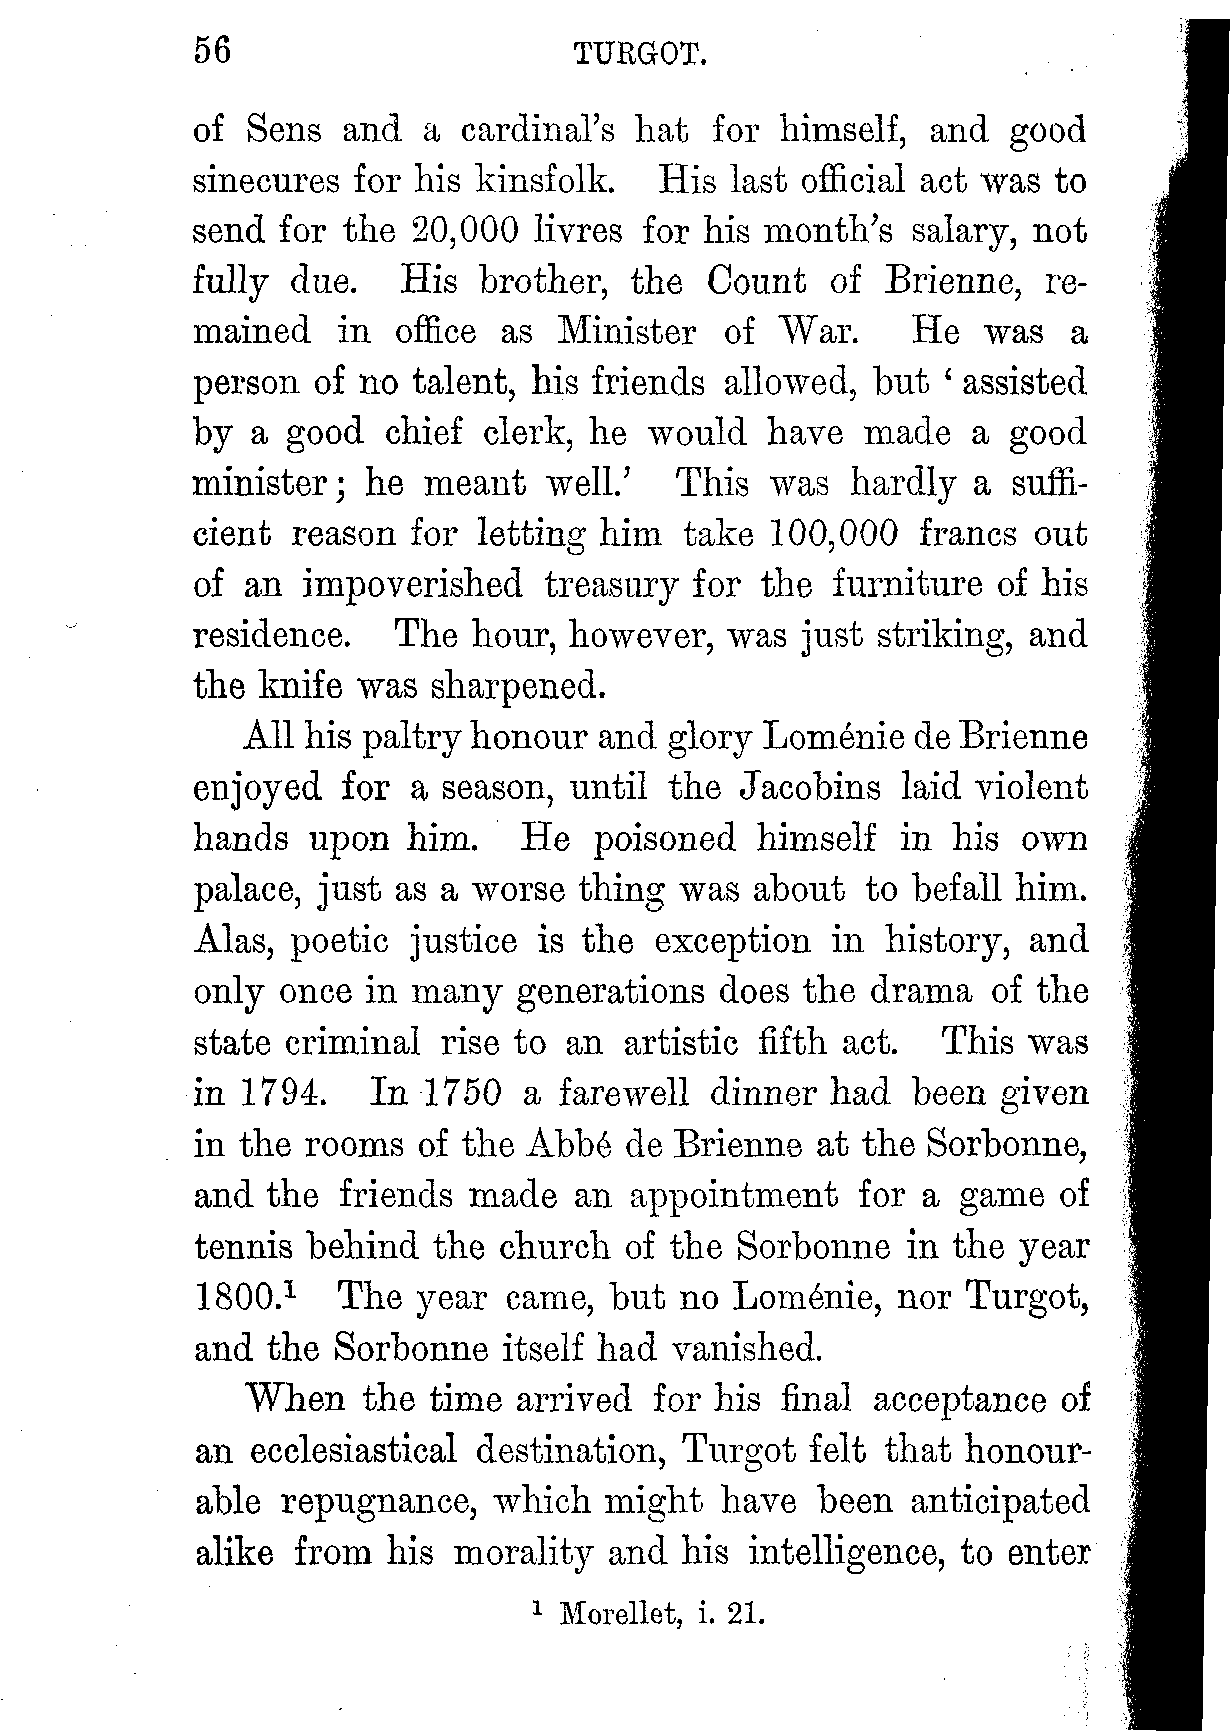 56 TURGOT.
of Sens and a cardinal's hat for himself, and good
sinecures for his kinsfolk. His last official act was to
send for the 20,000 livres for his month's salary, not
fully due. His brother, the Count of Brienne, re-
mained in office as Minister of War. He was a
person of no talent, his friends allowed, but ‘ assisted
by a good chief clerk, he would have made a good
minister ; he meant well.’ This was hardly a suffi-
cient reason for letting him take 100,000 francs out
of an impoverished treasury for the furniture of his
residence. The hour, however, was just striking, and
the knife was sharpened.
All his paltry honour and glory Loménie de Brienne
enjoyed for a season, until the Jacobins laid violent
hands upon him. He poisoned himself in his own
palace, just as a worse thing was about to befall him.
Alas, poetic justice is the exception in history, and
only once in many generations does the drama of the
state criminal rise to an artistic fifth act. This was
in 1794. In 1750 a farewell dinner had been given
in the rooms of the Abbé de Brienne at the Sorbonne,
and the friends made an appointment for a game of
tennis behind the church of the Sorbonne in the year
1800.¹ The year came, but no Loménie, nor Turgot,
and the Sorbonne itself had vanished.
When the time arrived for his final acceptance of
an ecclesiastical destination, Turgot felt that honour-
able repugnance, which might have been anticipated
alike from his morality and his intelligence, to enter
¹ Morellet, i. 21.